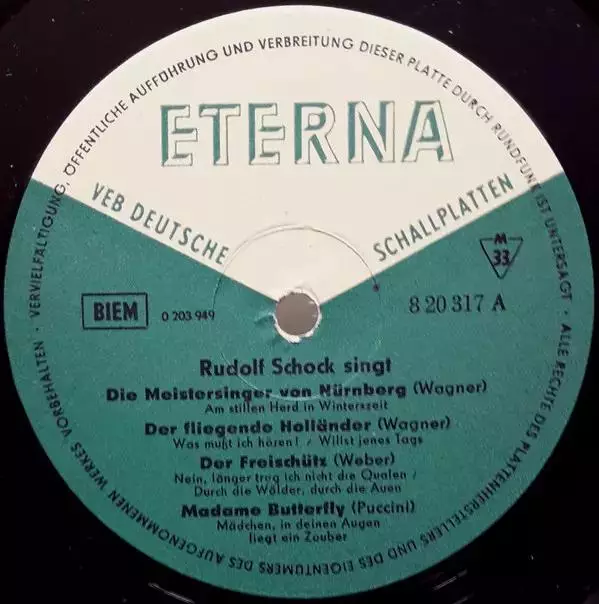 ALLE RECHTE DES PLATTENHERSTELLERS UND DES EIGENTÜMERS DES AUFGENOMMENEN WERKES VORBEHALTEN · VERVIELFÄLTIGUNG, ÖFFENTLICHE AUFFÜHRUNG UND VERBREITUNG DIESER PLATTE DURCH RUNDFUNK IST UNTERSAGT ·
ETERNA
VEB DEUTSCHE SCHALLPLATTEN
M
33
BIEM
0 203 949
8 20 317 A
Rudolf Schock singt
Die Meistersinger von Nürnberg (Wagner)
Am stillen Herd in Winterszeit
Der fliegende Holländer (Wagner)
Was mußt ich hören! / Willst jenes Tags
Der Freischütz (Weber)
Nein, länger trag ich nicht die Qualen /
Durch die Wälder, durch die Auen
Madame Butterfly (Puccini)
Mädchen, in deinen Augen
liegt ein Zauber